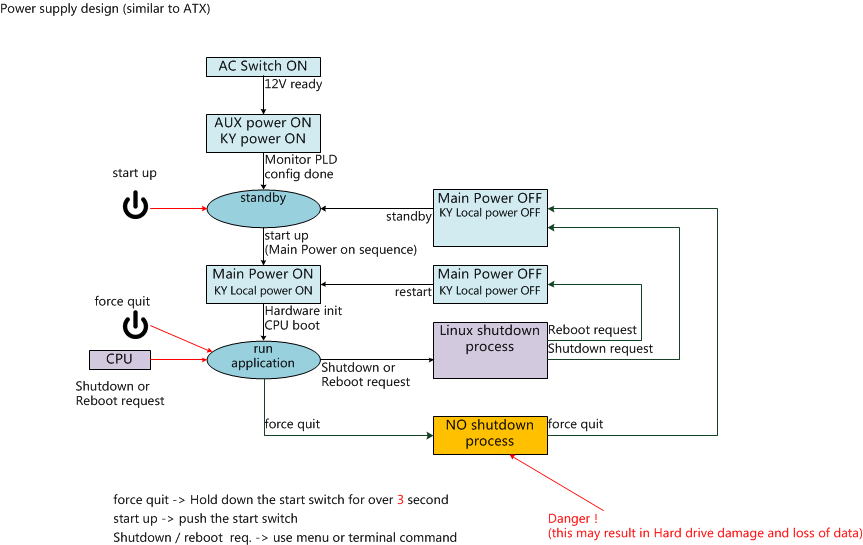 Power supply design (similar to ATX)
AC Switch ON
12V ready
AUX power ON
KY power ON
Monitor PLD
config done
start up
standby
Main Power OFF
KY Local power OFF
standby
start up
(Main Power on sequence)
Main Power ON
KY Local power ON
Main Power OFF
KY Local power OFF
restart
force quit
Hardware init
CPU boot
Linux shutdown
process
Reboot request
Shutdown request
run
application
CPU
Shutdown or
Reboot request
Shutdown or
Reboot request
force quit
NO shutdown
process
force quit
force quit -> Hold down the start switch for over 3 second
start up -> push the start switch
Shutdown / reboot  req. -> use menu or terminal command
Danger !
(this may result in Hard drive damage and loss of data)